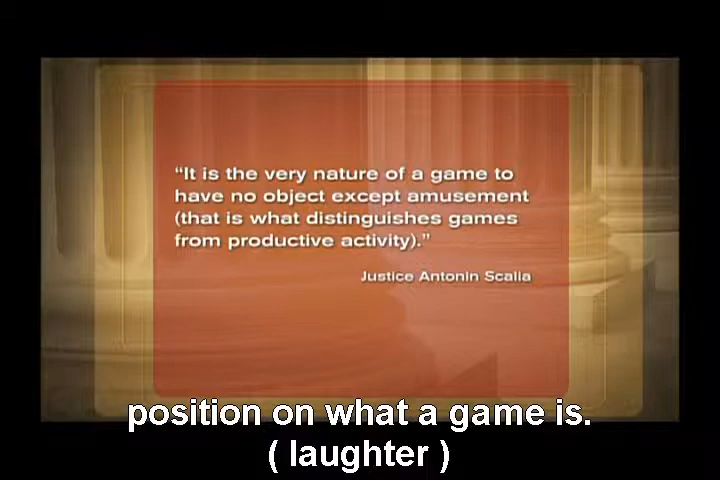 “It is the very nature of a game to
have no object except amusement
(that is what distinguishes games
from productive activity).”
Justice Antonin Scalia
position on what a game is.
( laughter )